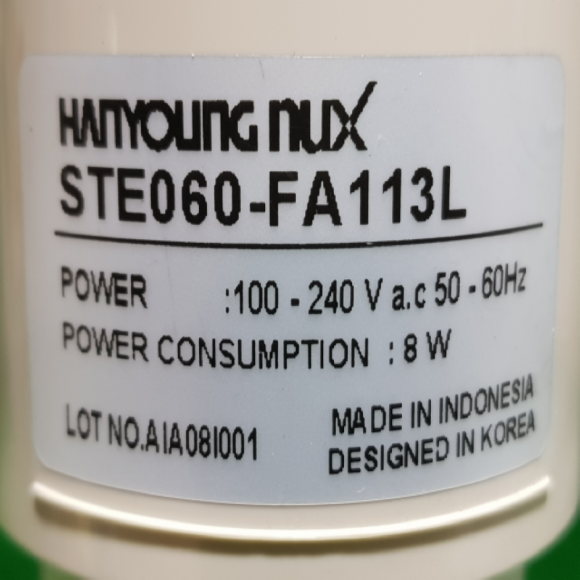 HANYOUNG nux
STE060-FA113L
POWER :100 - 240 V a.c 50 - 60Hz
POWER CONSUMPTION : 8 W
LOT NO.AIA08I001
MADE IN INDONESIA
DESIGNED IN KOREA